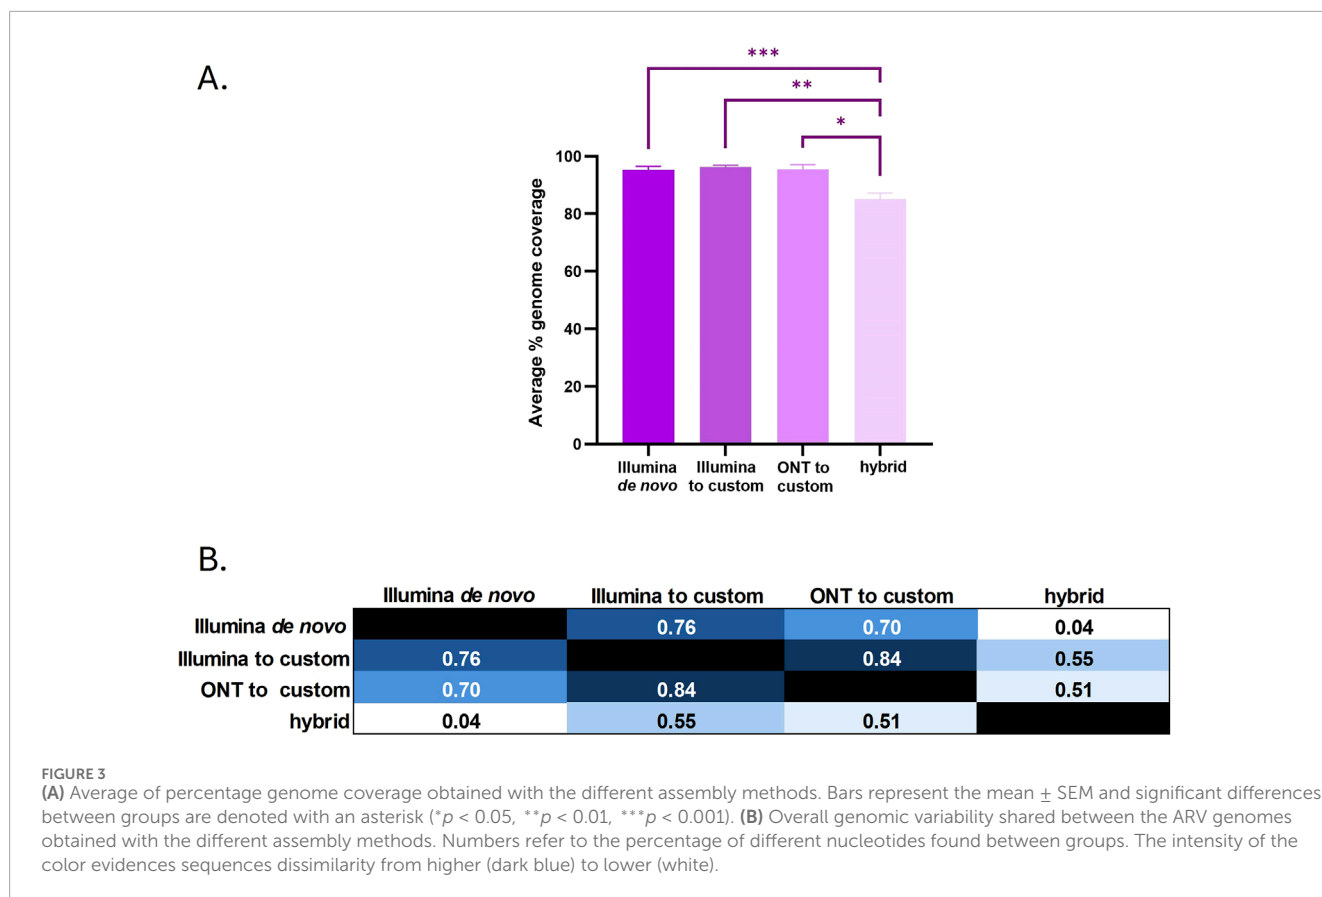 A.
***
**
*
Average % genome coverage
100
80
60
40
20
0
Illumina
de novo
Illumina
to custom
ONT to
custom
hybrid
B.
Illumina de novo Illumina to custom ONT to custom hybrid
Illumina de novo 0.76 0.70 0.04
Illumina to custom 0.76 0.84 0.55
ONT to custom 0.70 0.84 0.51
hybrid 0.04 0.55 0.51
FIGURE 3
(A) Average of percentage genome coverage obtained with the different assembly methods. Bars represent the mean ± SEM and significant differences
between groups are denoted with an asterisk (*p < 0.05, **p < 0.01, ***p < 0.001). (B) Overall genomic variability shared between the ARV genomes
obtained with the different assembly methods. Numbers refer to the percentage of different nucleotides found between groups. The intensity of the
color evidences sequences dissimilarity from higher (dark blue) to lower (white).